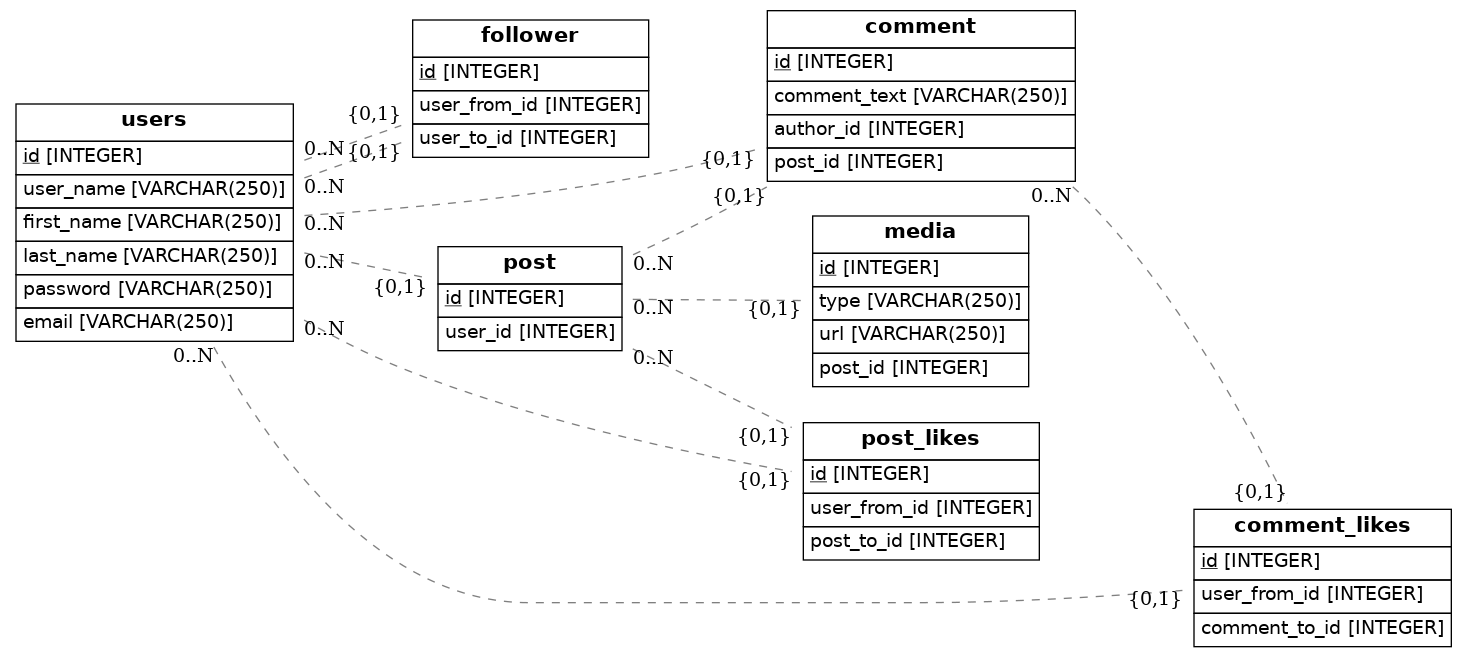 users
id [INTEGER]
user_name [VARCHAR(250)]
first_name [VARCHAR(250)]
last_name [VARCHAR(250)]
password [VARCHAR(250)]
email [VARCHAR(250)]
follower
id [INTEGER]
user_from_id [INTEGER]
user_to_id [INTEGER]
comment
id [INTEGER]
comment_text [VARCHAR(250)]
author_id [INTEGER]
post_id [INTEGER]
post
id [INTEGER]
user_id [INTEGER]
media
id [INTEGER]
type [VARCHAR(250)]
url [VARCHAR(250)]
post_id [INTEGER]
post_likes
id [INTEGER]
user_from_id [INTEGER]
post_to_id [INTEGER]
comment_likes
id [INTEGER]
user_from_id [INTEGER]
comment_to_id [INTEGER]
{0,1}
0..N
{0,1}
0..N
{0,1}
0..N
{0,1}
0..N
0..N
{0,1}
0..N
{0,1}
0..N
{0,1}
0..N
{0,1}
0..N
{0,1}
0..N
{0,1}